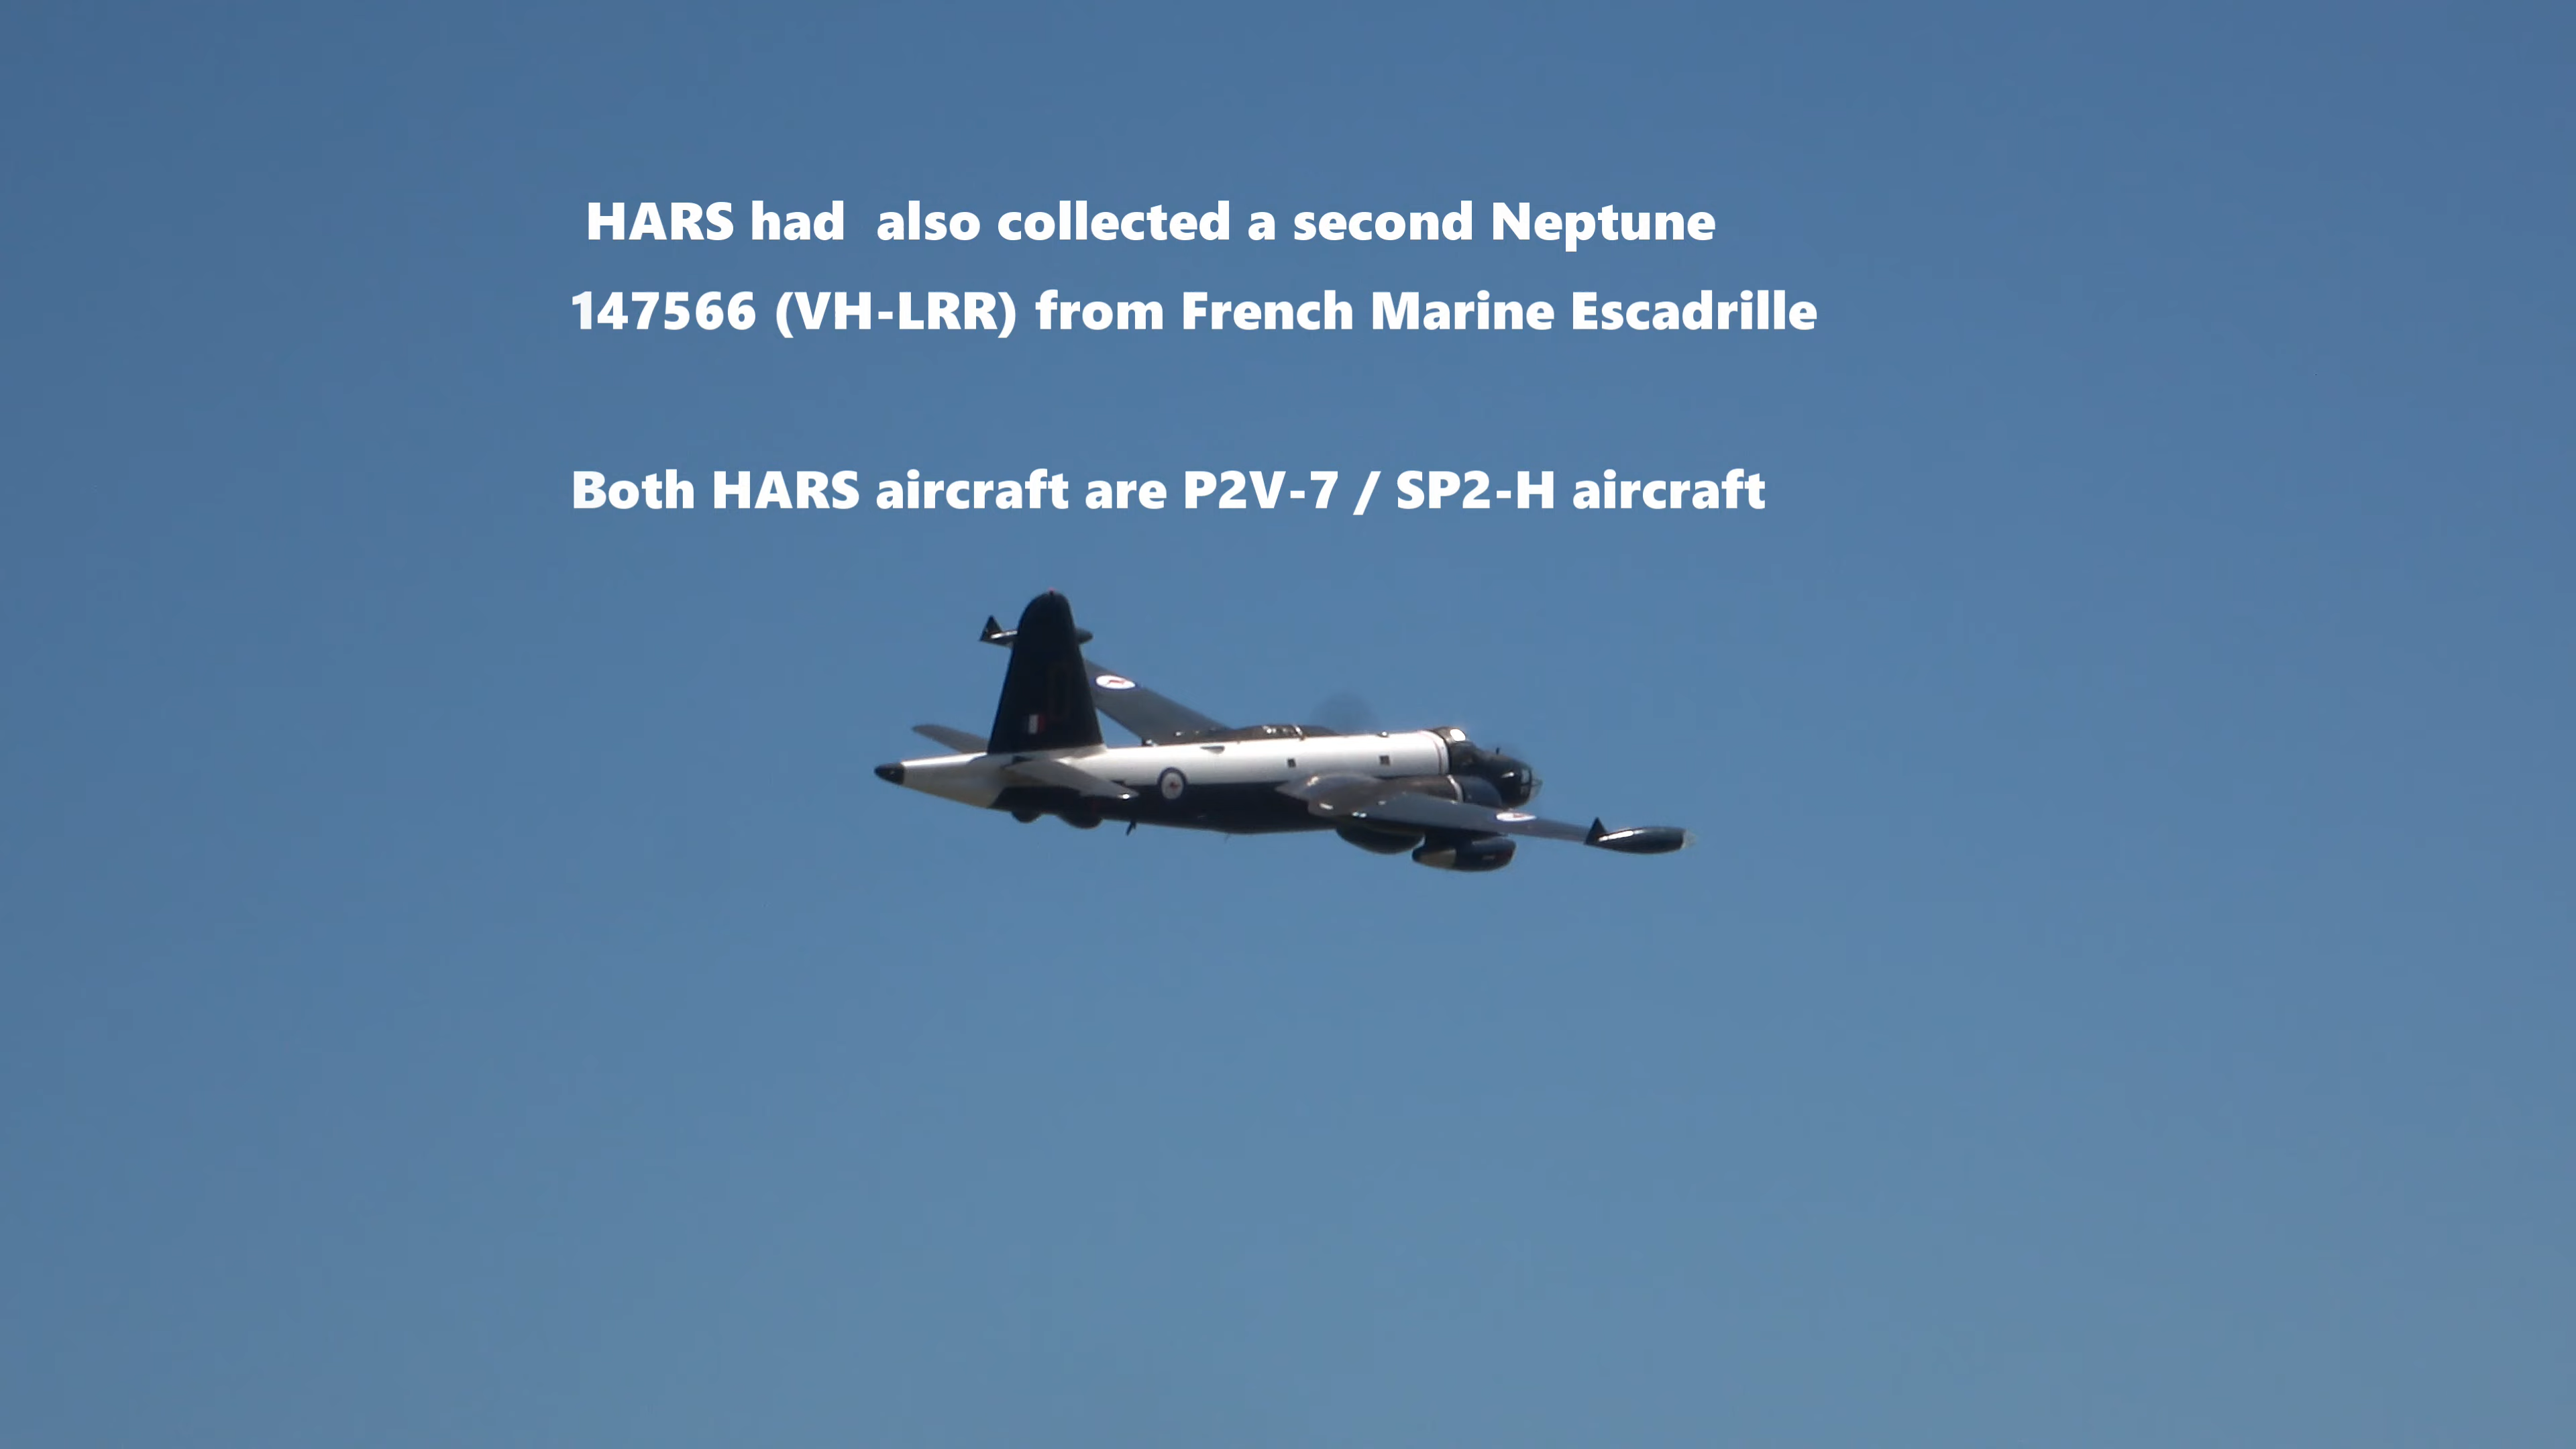 HARS had  also collected a second Neptune
147566 (VH-LRR) from French Marine Escadrille
Both HARS aircraft are P2V-7 / SP2-H aircraft